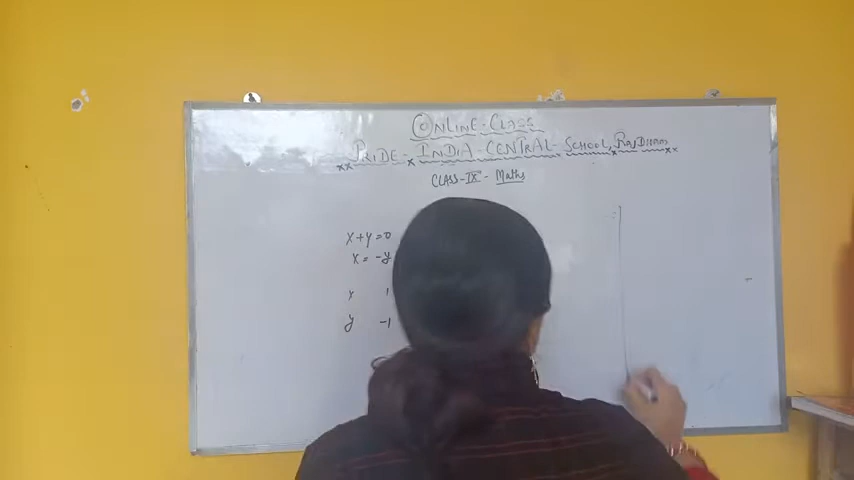 ONLINE-CLASS
PRIDE-INDIA-CENTRAL-SCHOOL,
CLASS-IX - Maths
x+y=0
x=-y
x 1
y -1